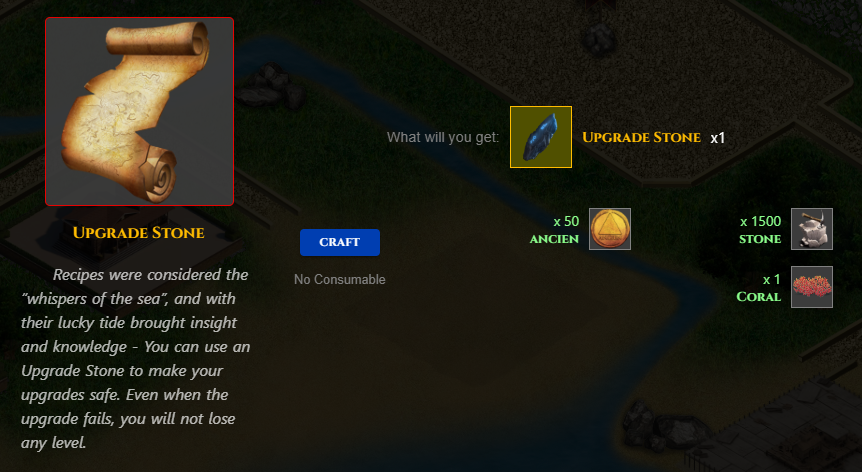 What will you get:
Upgrade Stone x1
x 50
ancien
x 1500
stone
x 1
Coral
Upgrade Stone
CRAFT
No Consumable
Recipes were considered the
“whispers of the sea”, and with
their lucky tide brought insight
and knowledge - You can use an
Upgrade Stone to make your
upgrades safe. Even when the
upgrade fails, you will not lose
any level.